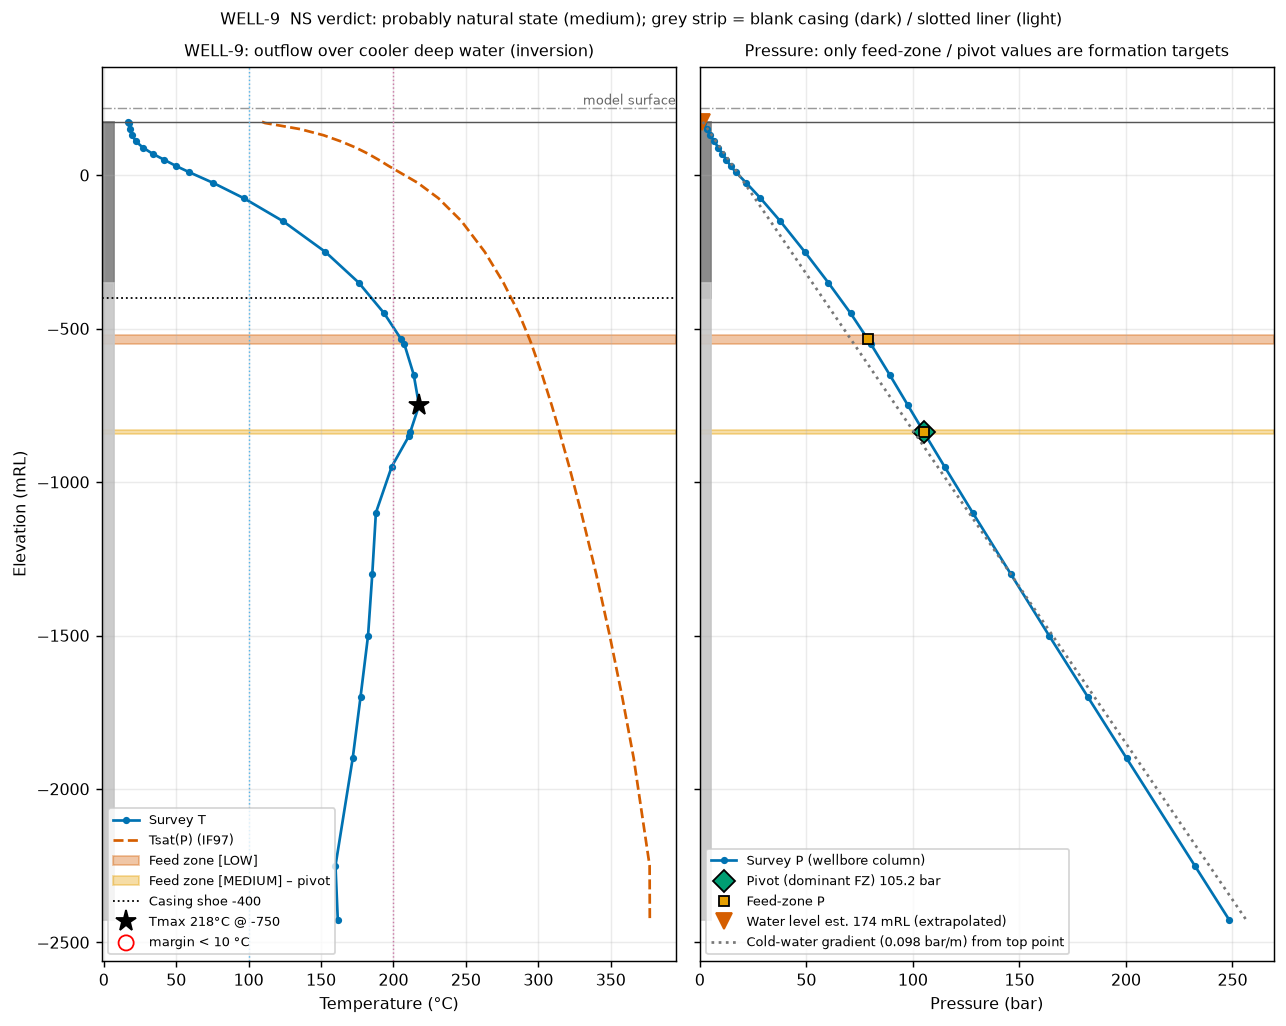 WELL-9  NS verdict: probably natural state (medium); grey strip = blank casing (dark) / slotted liner (light)
WELL-9: outflow over cooler deep water (inversion)
model surface
Elevation (mRL)
0
−500
−1000
−1500
−2000
−2500
Survey T
Tsat(P) (IF97)
Feed zone [LOW]
Feed zone [MEDIUM] – pivot
Casing shoe -400
Tmax 218°C @ -750
margin < 10 °C
0 50 100 150 200 250 300 350
Temperature (°C)
Pressure: only feed-zone / pivot values are formation targets
Survey P (wellbore column)
Pivot (dominant FZ) 105.2 bar
Feed-zone P
Water level est. 174 mRL (extrapolated)
Cold-water gradient (0.098 bar/m) from top point
0 50 100 150 200 250
Pressure (bar)